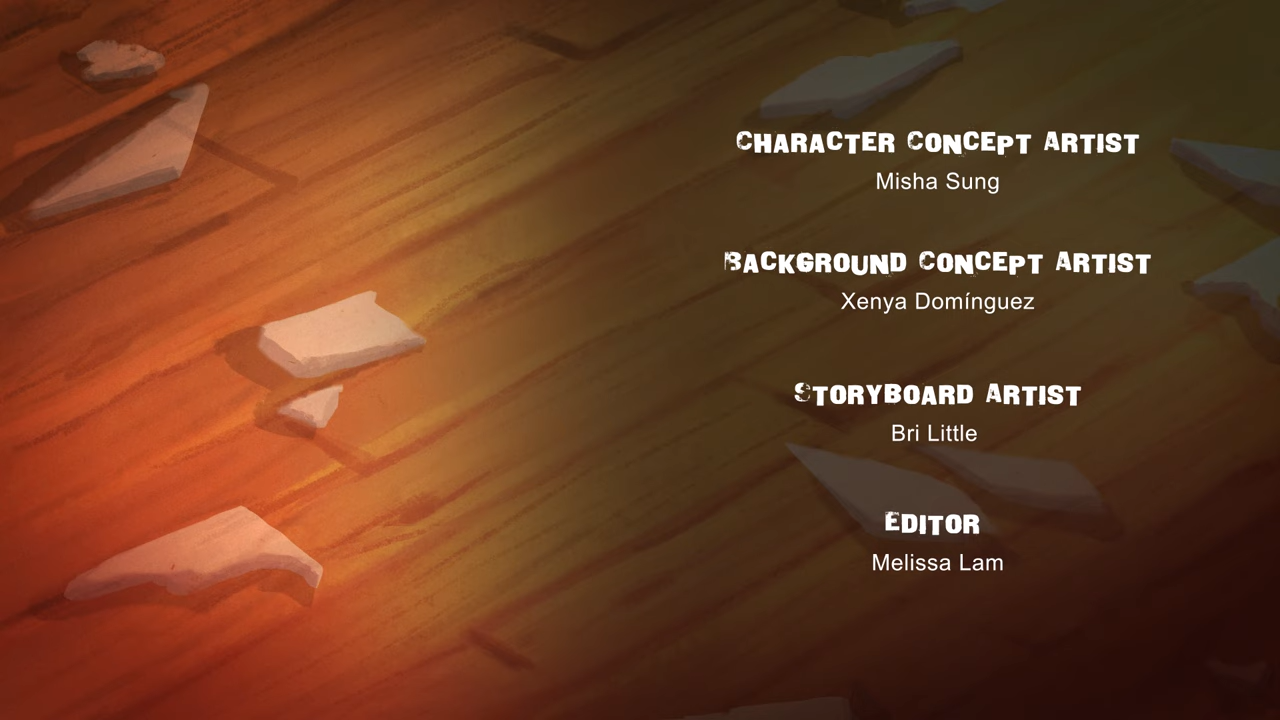 CHARACTER CONCEPT ARTIST
Misha Sung
BACKGROUND CONCEPT ARTIST
Xenya Domínguez
STORYBOARD ARTIST
Bri Little
EDITOR
Melissa Lam